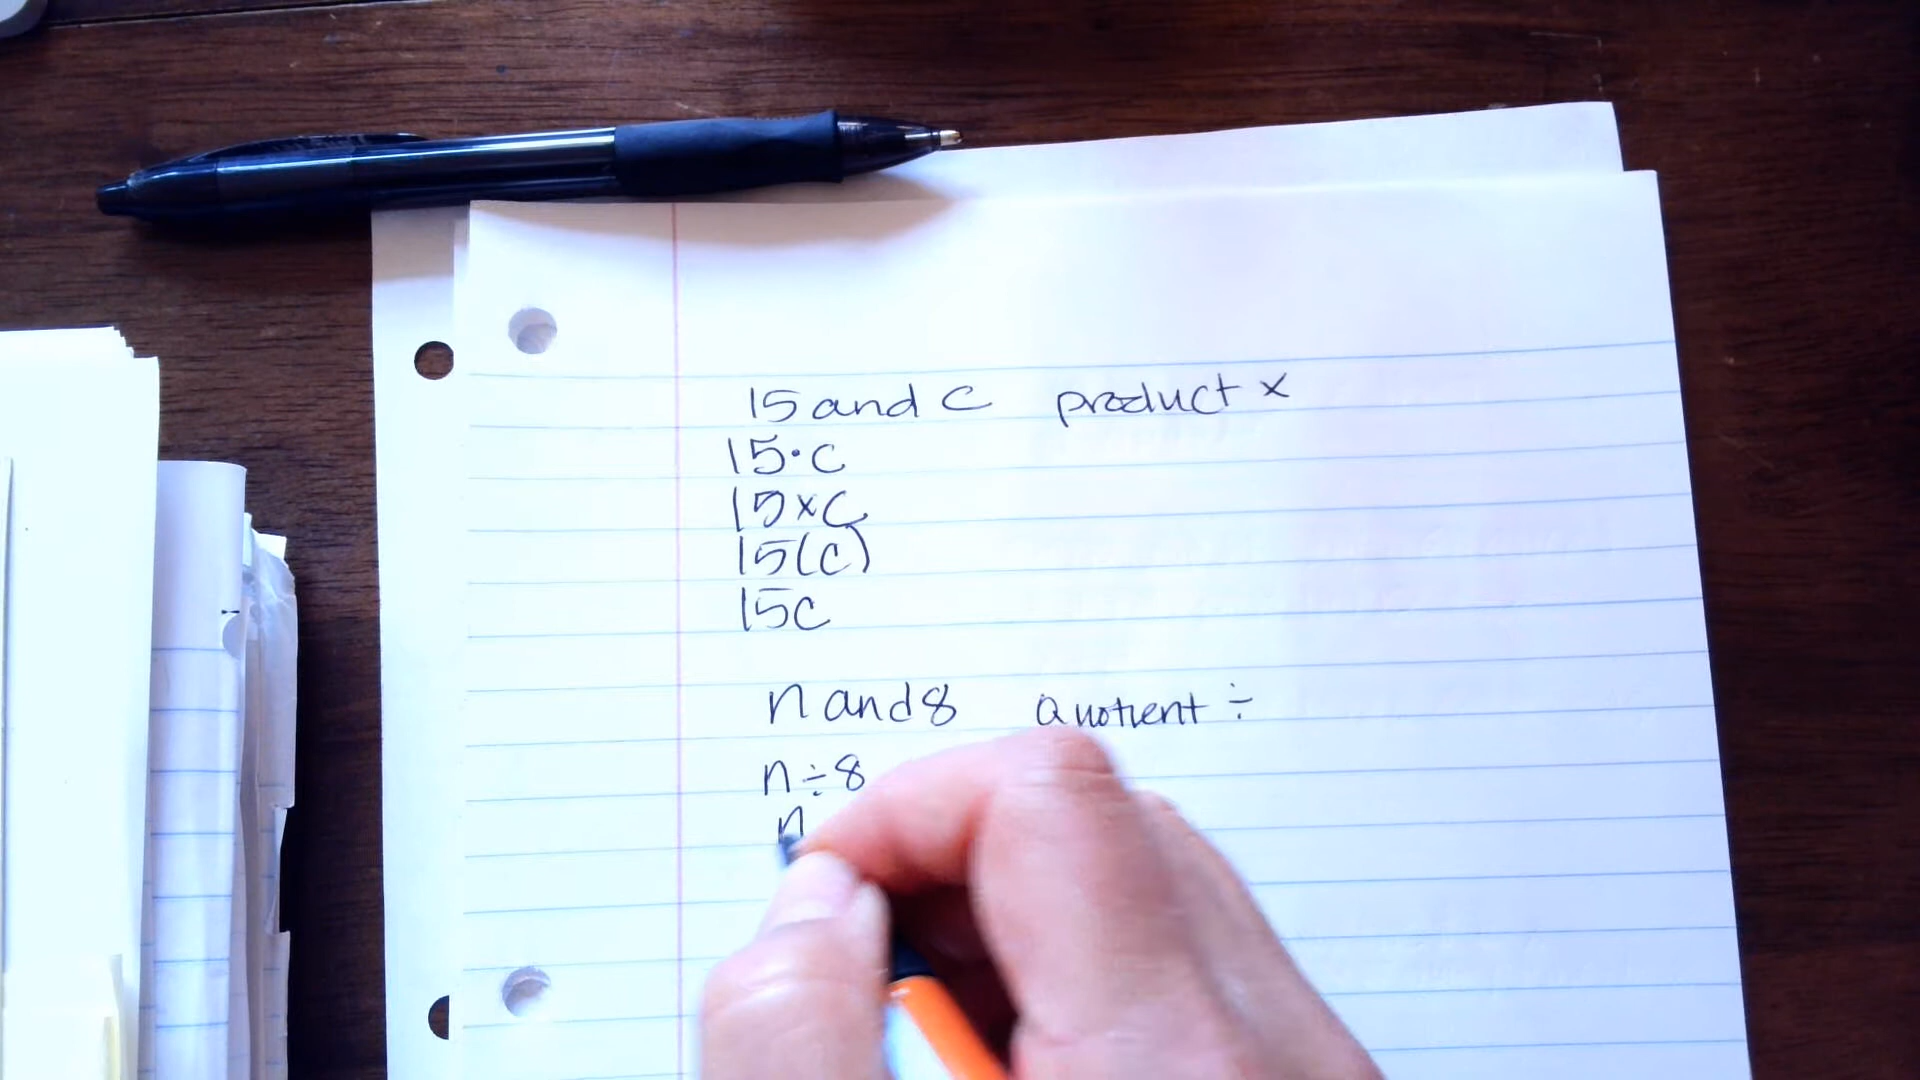 15 and c product ×
15·c
15×c
15(c)
15c
n and 8 quotient ÷
n÷8
n